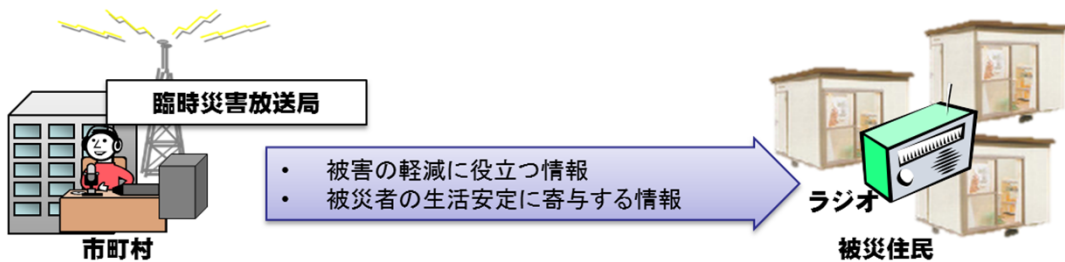 臨時災害放送局
• 被害の軽減に役立つ情報
• 被災者の生活安定に寄与する情報
ラジオ
市町村
被災住民